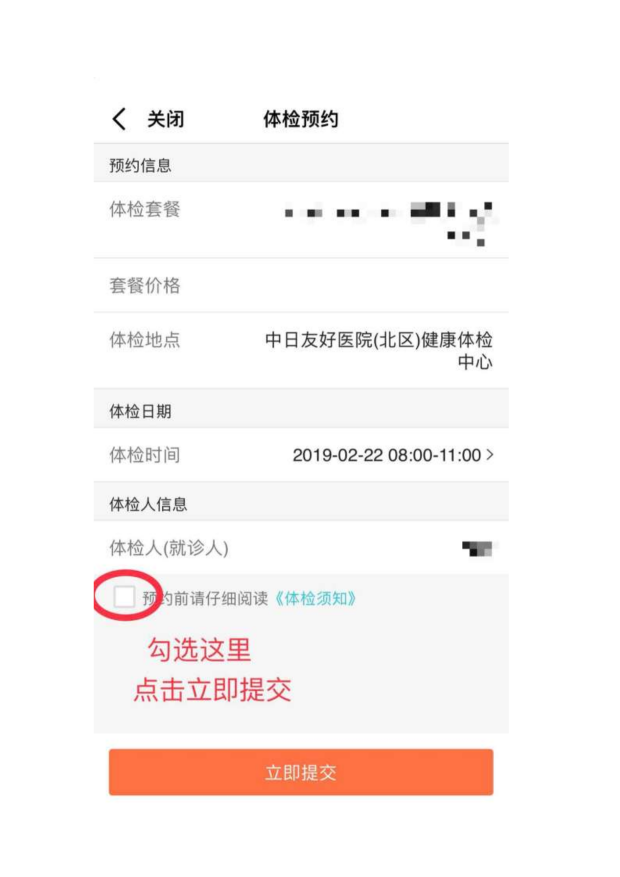 关闭 体检预约
预约信息
体检套餐
套餐价格
体检地点 中日友好医院(北区)健康体检
中心
体检日期
体检时间 2019-02-22 08:00-11:00 >
体检人信息
体检人(就诊人)
预约前请仔细阅读《体检须知》
勾选这里
点击立即提交
立即提交